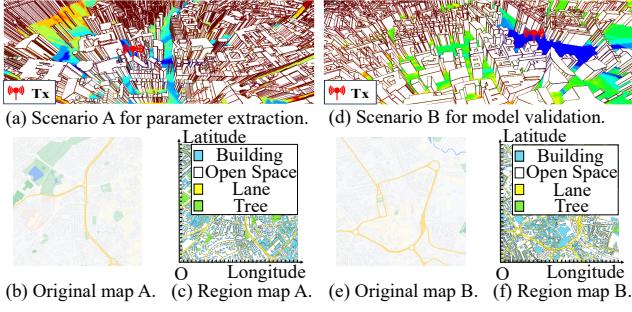 Tx
Tx
(a) Scenario A for parameter extraction.
(d) Scenario B for model validation.
Latitude
Building
Open Space
Lane
Tree
O
Longitude
Latitude
Building
Open Space
Lane
Tree
O
Longitude
(b) Original map A.
(c) Region map A.
(e) Original map B.
(f) Region map B.